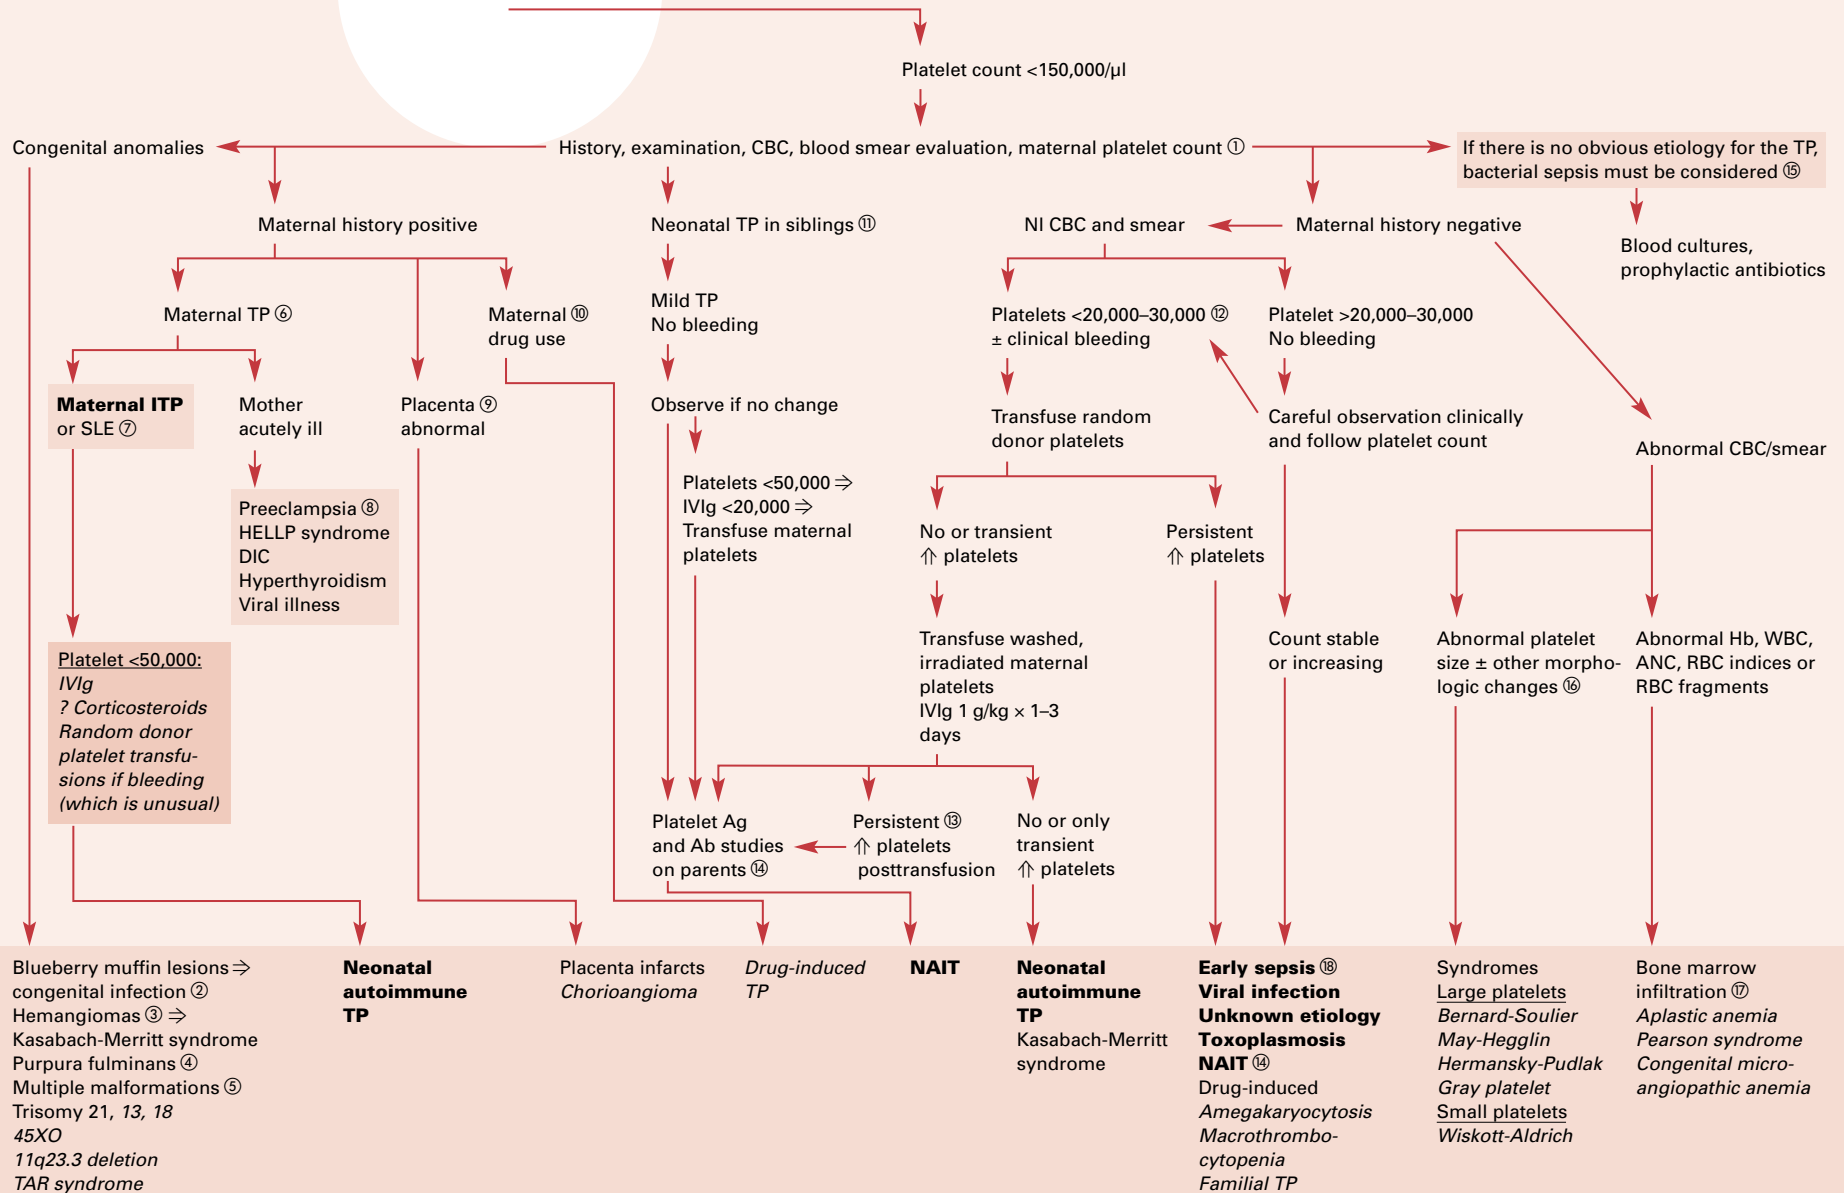 Platelet count <150,000/µl
Congenital anomalies
History, examination, CBC, blood smear evaluation, maternal platelet count ①
If there is no obvious etiology for the TP,
bacterial sepsis must be considered ⑮
Maternal history positive
Neonatal TP in siblings ⑪
Nl CBC and smear
Maternal history negative
Blood cultures,
prophylactic antibiotics
Maternal TP ⑥
Maternal ⑩
drug use
Mild TP
No bleeding
Platelets <20,000–30,000 ⑫
± clinical bleeding
Platelet >20,000–30,000
No bleeding
Maternal ITP
or SLE ⑦
Mother
acutely ill
Placenta ⑨
abnormal
Observe if no change
Transfuse random
donor platelets
Careful observation clinically
and follow platelet count
Abnormal CBC/smear
Preeclampsia ⑧
HELLP syndrome
DIC
Hyperthyroidism
Viral illness
Platelets <50,000 ⇒
IVIg <20,000 ⇒
Transfuse maternal
platelets
No or transient
⇑ platelets
Persistent
⇑ platelets
Platelet <50,000:
IVIg
? Corticosteroids
Random donor
platelet transfu-
sions if bleeding
(which is unusual)
Transfuse washed,
irradiated maternal
platelets
IVIg 1 g/kg × 1–3
days
Count stable
or increasing
Abnormal platelet
size ± other morpho-
logic changes ⑯
Abnormal Hb, WBC,
ANC, RBC indices or
RBC fragments
Platelet Ag
and Ab studies
on parents ⑭
Persistent ⑬
⇑ platelets
posttransfusion
No or only
transient
⇑ platelets
Blueberry muffin lesions ⇒
congenital infection ②
Hemangiomas ③ ⇒
Kasabach-Merritt syndrome
Purpura fulminans ④
Multiple malformations ⑤
Trisomy 21, 13, 18
45XO
11q23.3 deletion
TAR syndrome
Neonatal
autoimmune
TP
Placenta infarcts
Chorioangioma
Drug-induced
TP
NAIT
Neonatal
autoimmune
TP
Kasabach-Merritt
syndrome
Early sepsis ⑱
Viral infection
Unknown etiology
Toxoplasmosis
NAIT ⑭
Drug-induced
Amegakaryocytosis
Macrothrombo-
cytopenia
Familial TP
Syndromes
Large platelets
Bernard-Soulier
May-Hegglin
Hermansky-Pudlak
Gray platelet
Small platelets
Wiskott-Aldrich
Bone marrow
infiltration ⑰
Aplastic anemia
Pearson syndrome
Congenital micro-
angiopathic anemia